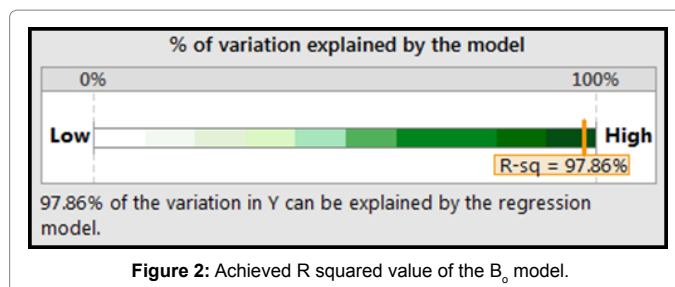 % of variation explained by the model
0% 100%
Low High
R-sq = 97.86%
97.86% of the variation in Y can be explained by the regression
model.
Figure 2: Achieved R squared value of the Bo model.